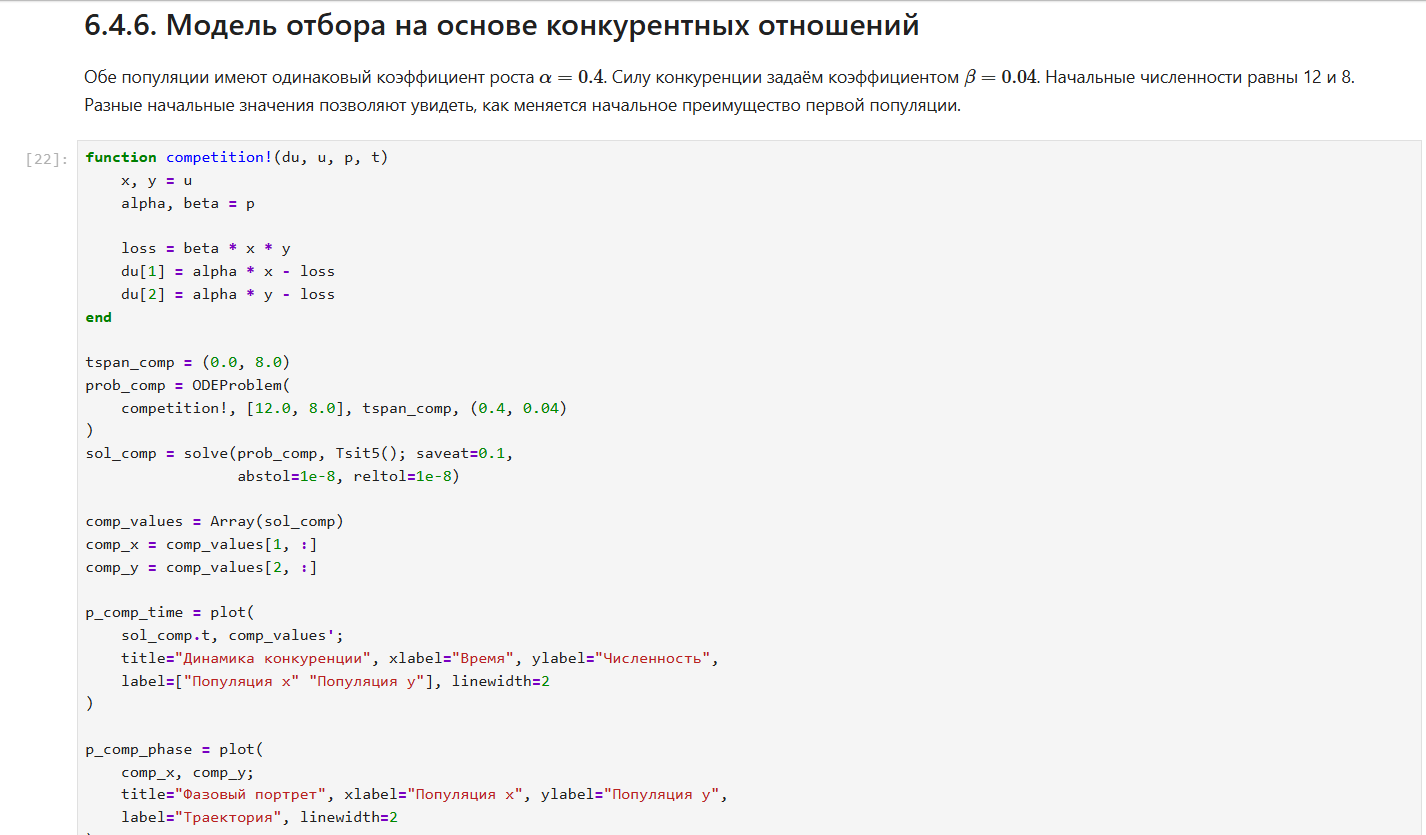 6.4.6. Модель отбора на основе конкурентных отношений
Обе популяции имеют одинаковый коэффициент роста α = 0.4. Силу конкуренции задаём коэффициентом β = 0.04. Начальные численности равны 12 и 8.
Разные начальные значения позволяют увидеть, как меняется начальное преимущество первой популяции.
[22]:
function competition!(du, u, p, t)
    x, y = u
    alpha, beta = p

    loss = beta * x * y
    du[1] = alpha * x - loss
    du[2] = alpha * y - loss
end

tspan_comp = (0.0, 8.0)
prob_comp = ODEProblem(
    competition!, [12.0, 8.0], tspan_comp, (0.4, 0.04)
)
sol_comp = solve(prob_comp, Tsit5(); saveat=0.1,
                 abstol=1e-8, reltol=1e-8)

comp_values = Array(sol_comp)
comp_x = comp_values[1, :]
comp_y = comp_values[2, :]

p_comp_time = plot(
    sol_comp.t, comp_values';
    title="Динамика конкуренции", xlabel="Время", ylabel="Численность",
    label=["Популяция x" "Популяция y"], linewidth=2
)

p_comp_phase = plot(
    comp_x, comp_y;
    title="Фазовый портрет", xlabel="Популяция x", ylabel="Популяция y",
    label="Траектория", linewidth=2